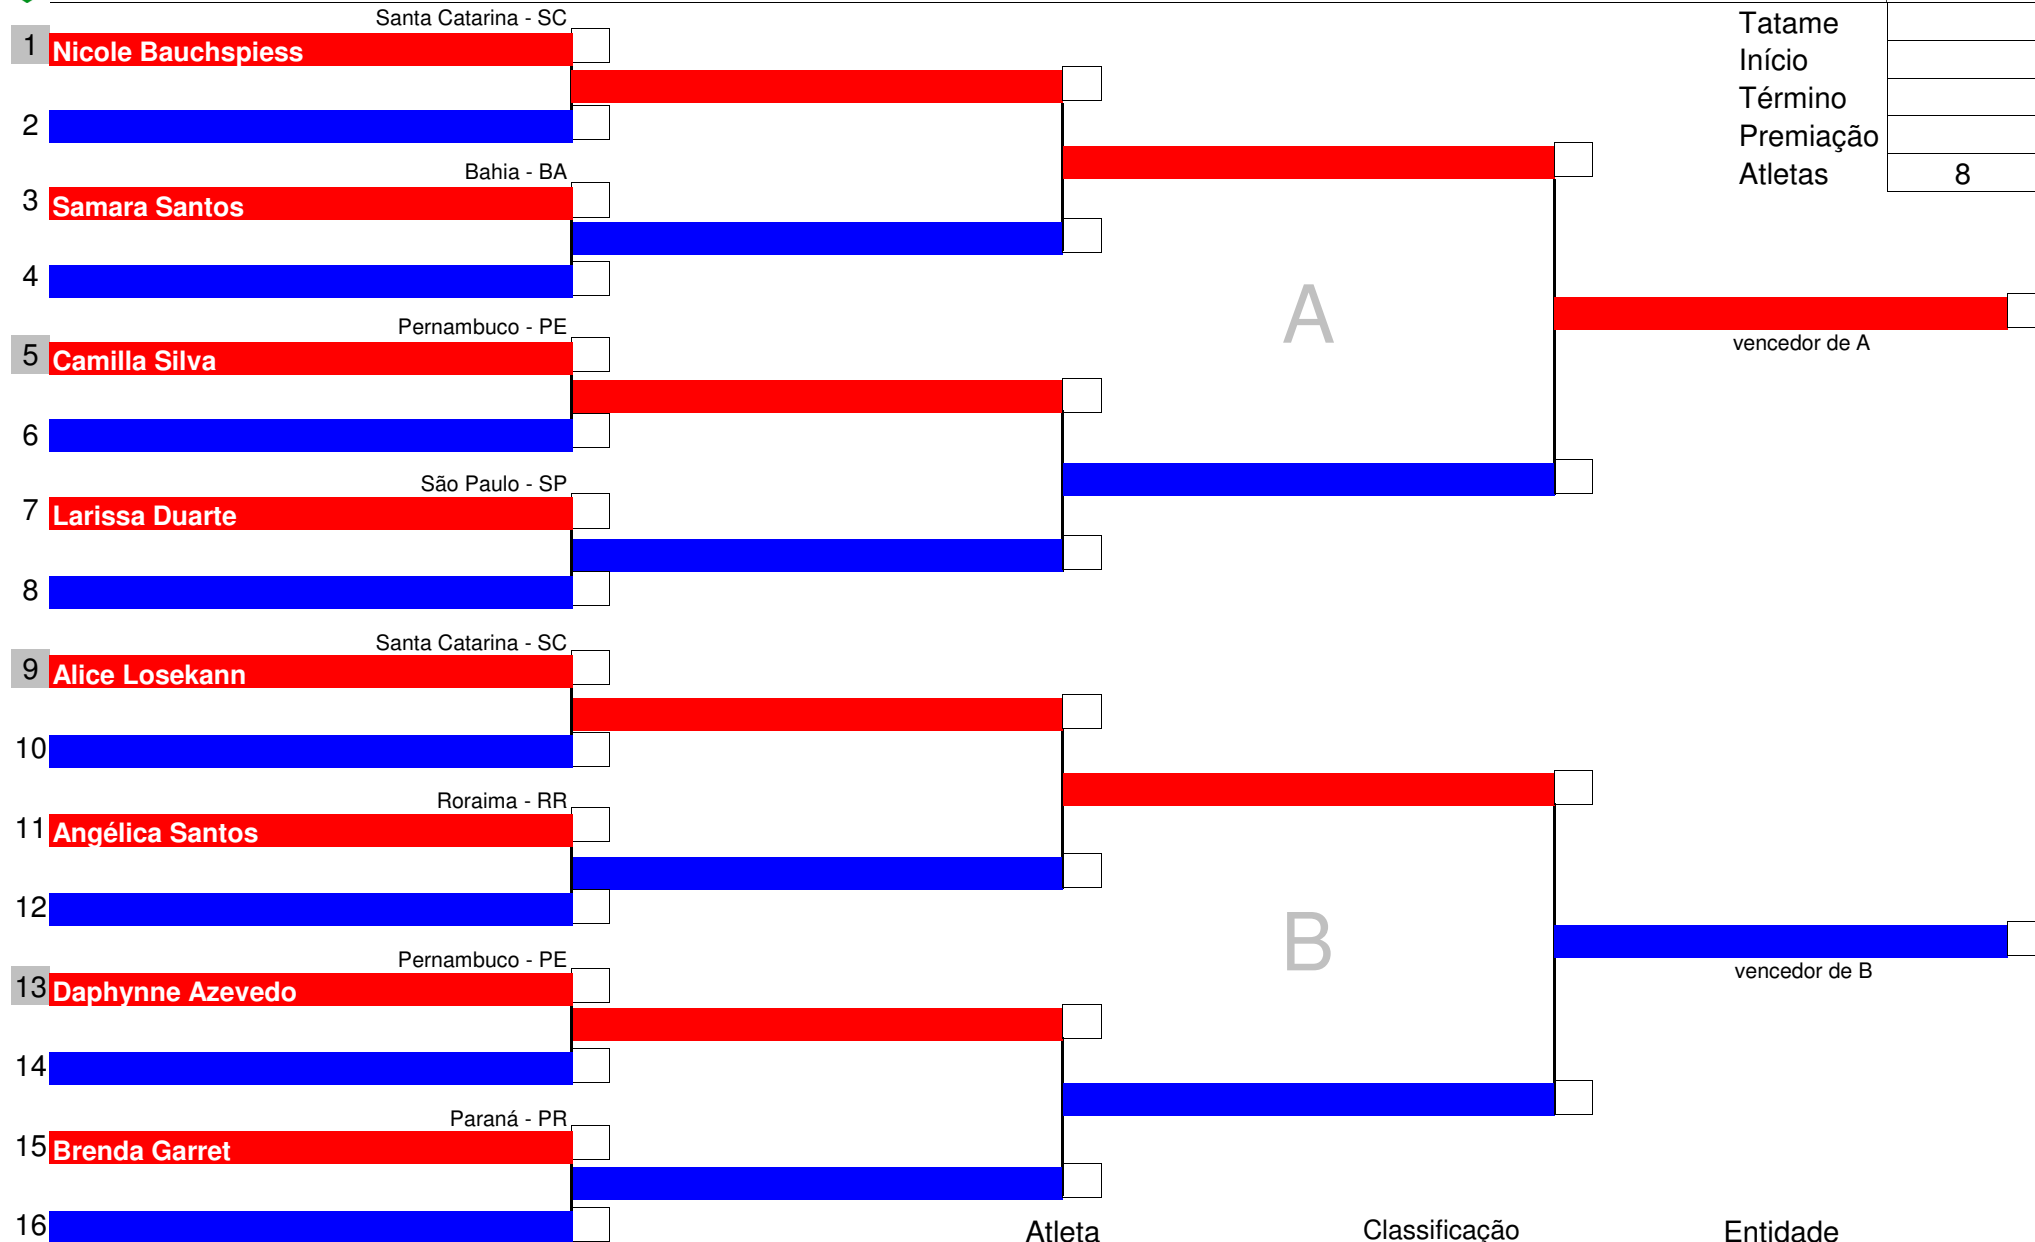 Santa Catarina - SC
1 Nicole Bauchspiess
2
Bahia - BA
3 Samara Santos
4
Pernambuco - PE
5 Camilla Silva
6
São Paulo - SP
7 Larissa Duarte
8
Santa Catarina - SC
9 Alice Losekann
10
Roraima - RR
11 Angélica Santos
12
Pernambuco - PE
13 Daphynne Azevedo
14
Paraná - PR
15 Brenda Garret
16
A
B
Tatame
Início
Término
Premiação
Atletas 8
vencedor de A
vencedor de B
Atleta Classificação Entidade